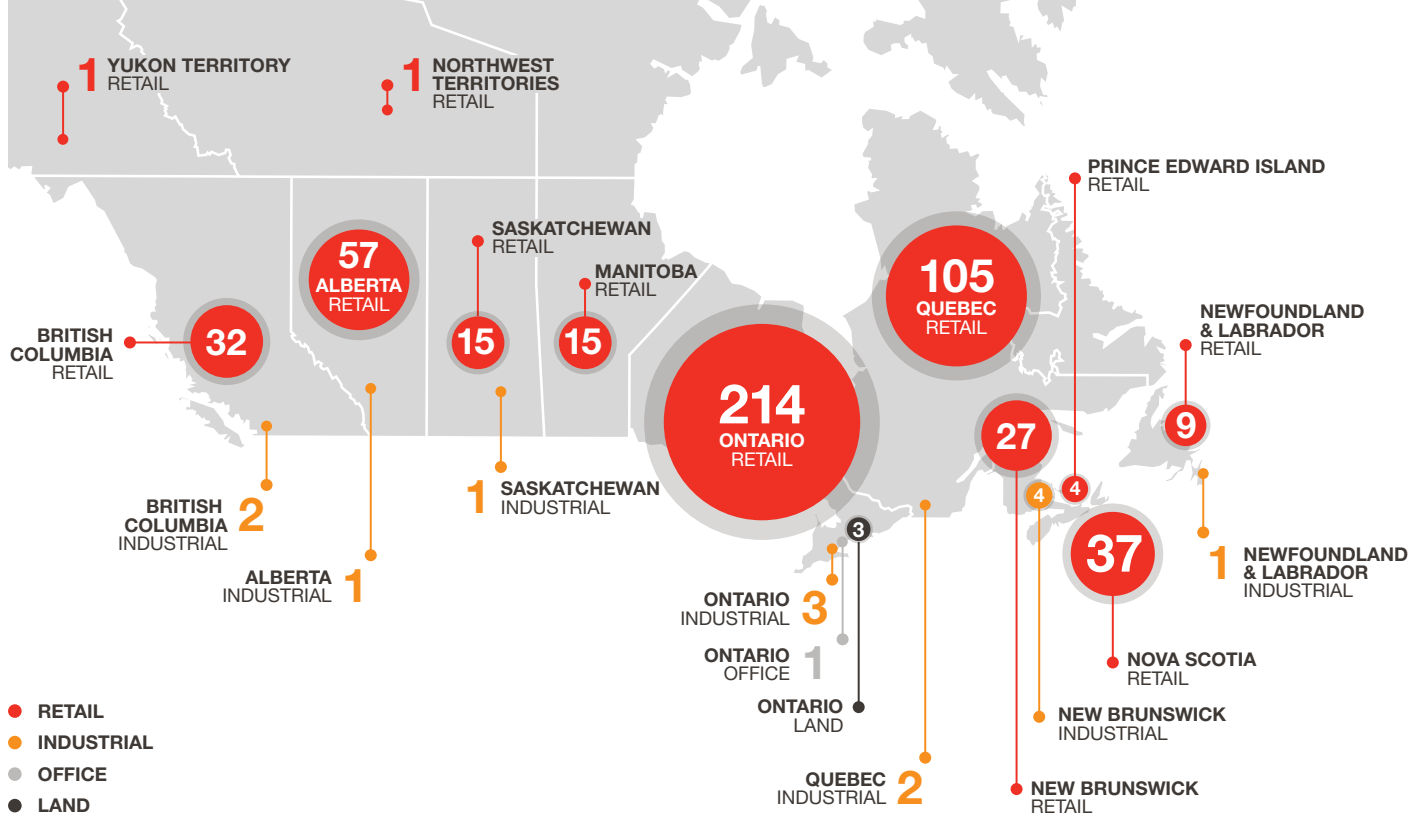 1 YUKON TERRITORY
RETAIL
1 NORTHWEST
TERRITORIES
RETAIL
PRINCE EDWARD ISLAND
RETAIL
4
SASKATCHEWAN
RETAIL
15
MANITOBA
RETAIL
15
57
ALBERTA
RETAIL
105
QUEBEC
RETAIL
NEWFOUNDLAND
& LABRADOR
RETAIL
9
BRITISH
COLUMBIA
RETAIL
32
214
ONTARIO
RETAIL
27
4
37
3
BRITISH
COLUMBIA
INDUSTRIAL
2
ALBERTA
INDUSTRIAL
1
1 SASKATCHEWAN
INDUSTRIAL
1 NEWFOUNDLAND
& LABRADOR
INDUSTRIAL
ONTARIO
INDUSTRIAL
3
ONTARIO
OFFICE
1
ONTARIO
LAND
QUEBEC
INDUSTRIAL
2
NOVA SCOTIA
RETAIL
NEW BRUNSWICK
INDUSTRIAL
NEW BRUNSWICK
RETAIL
RETAIL
INDUSTRIAL
OFFICE
LAND